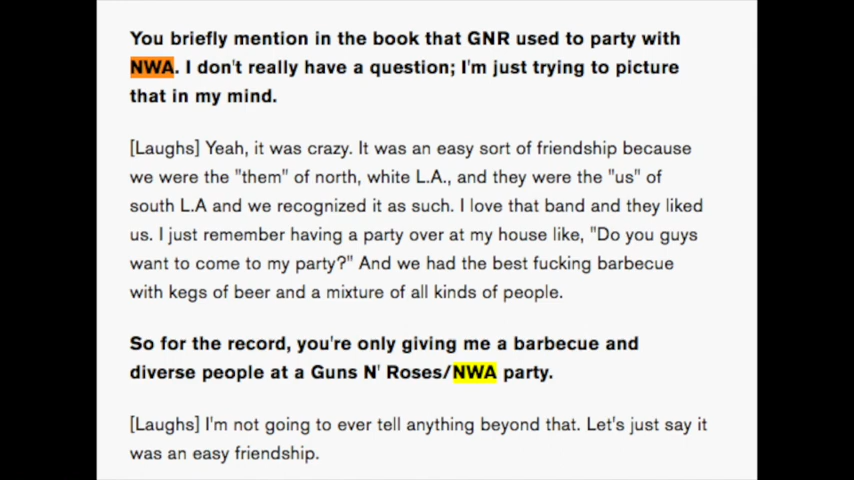 You briefly mention in the book that GNR used to party with
NWA. I don't really have a question; I'm just trying to picture
that in my mind.
[Laughs] Yeah, it was crazy. It was an easy sort of friendship because
we were the "them" of north, white L.A., and they were the "us" of
south L.A and we recognized it as such. I love that band and they liked
us. I just remember having a party over at my house like, "Do you guys
want to come to my party?" And we had the best fucking barbecue
with kegs of beer and a mixture of all kinds of people.
So for the record, you're only giving me a barbecue and
diverse people at a Guns N' Roses/NWA party.
[Laughs] I'm not going to ever tell anything beyond that. Let's just say it
was an easy friendship.